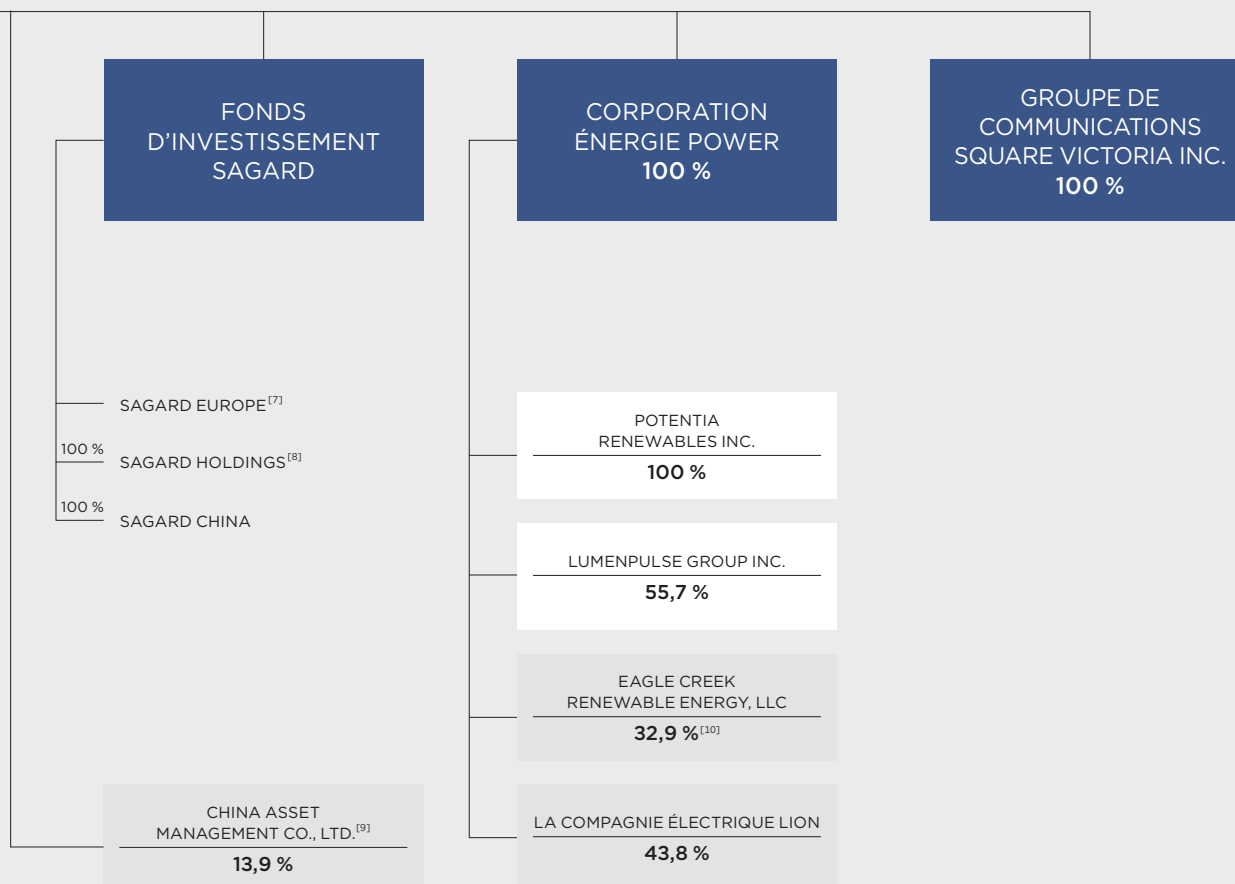 FONDS
D'INVESTISSEMENT
SAGARD
CORPORATION
ÉNERGIE POWER
100 %
GROUPE DE
COMMUNICATIONS
SQUARE VICTORIA INC.
100 %
SAGARD EUROPE[7]
100 %
SAGARD HOLDINGS[8]
100 %
SAGARD CHINA
POTENTIA
RENEWABLES INC.
100 %
LUMENPULSE GROUP INC.
55,7 %
EAGLE CREEK
RENEWABLE ENERGY, LLC
32,9 %[10]
CHINA ASSET
MANAGEMENT CO., LTD.[9]
13,9 %
LA COMPAGNIE ÉLECTRIQUE LION
43,8 %